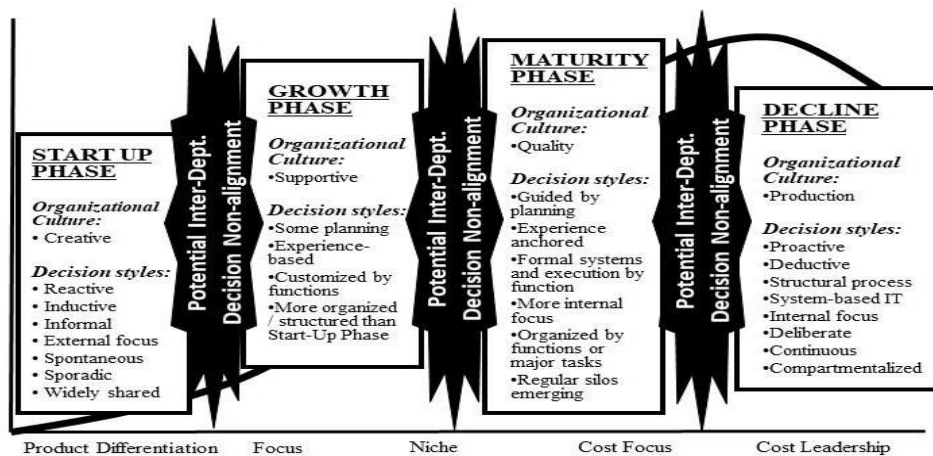 START UP
PHASE
Organizational
Culture:
• Creative
Decision styles:
• Reactive
• Inductive
• Informal
• External focus
• Spontaneous
• Sporadic
• Widely shared
Potential Inter-Dept.
Decision Non-alignment
GROWTH
PHASE
Organizational
Culture:
•Supportive
Decision styles:
•Some planning
•Experience-
based
•Customized by
functions
•More organized
/ structured than
Start-Up Phase
Potential Inter-Dept.
Decision Non-alignment
MATURITY
PHASE
Organizational
Culture:
•Quality
Decision styles:
•Guided by
planning
•Experience
anchored
•Formal systems
and execution by
function
•More internal
focus
•Organized by
functions or
major tasks
•Regular silos
emerging
Potential Inter-Dept.
Decision Non-alignment
DECLINE
PHASE
Organizational
Culture:
•Production
Decision styles:
•Proactive
•Deductive
•Structural process
•System-based IT
•Internal focus
•Deliberate
•Continuous
•Compartmentalized
Product Differentiation Focus Niche Cost Focus Cost Leadership